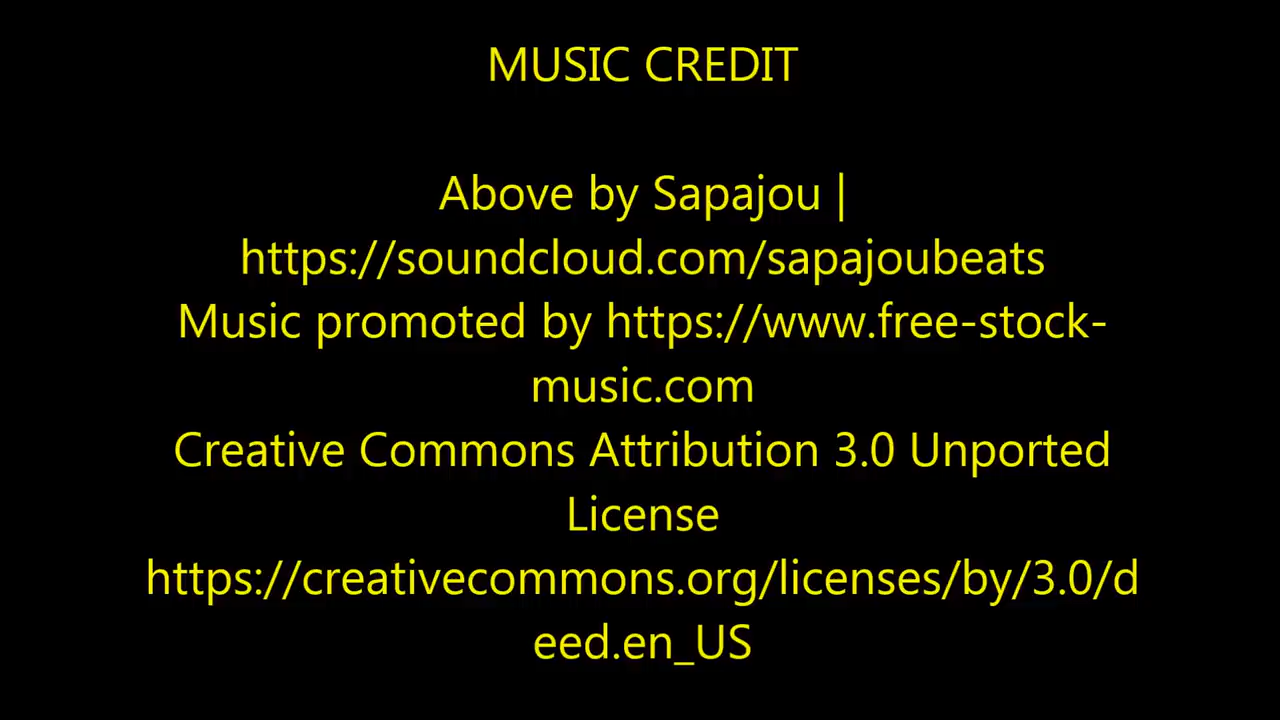 MUSIC CREDIT
Above by Sapajou |
https://soundcloud.com/sapajoubeats
Music promoted by https://www.free-stock-
music.com
Creative Commons Attribution 3.0 Unported
License
https://creativecommons.org/licenses/by/3.0/d
eed.en_US